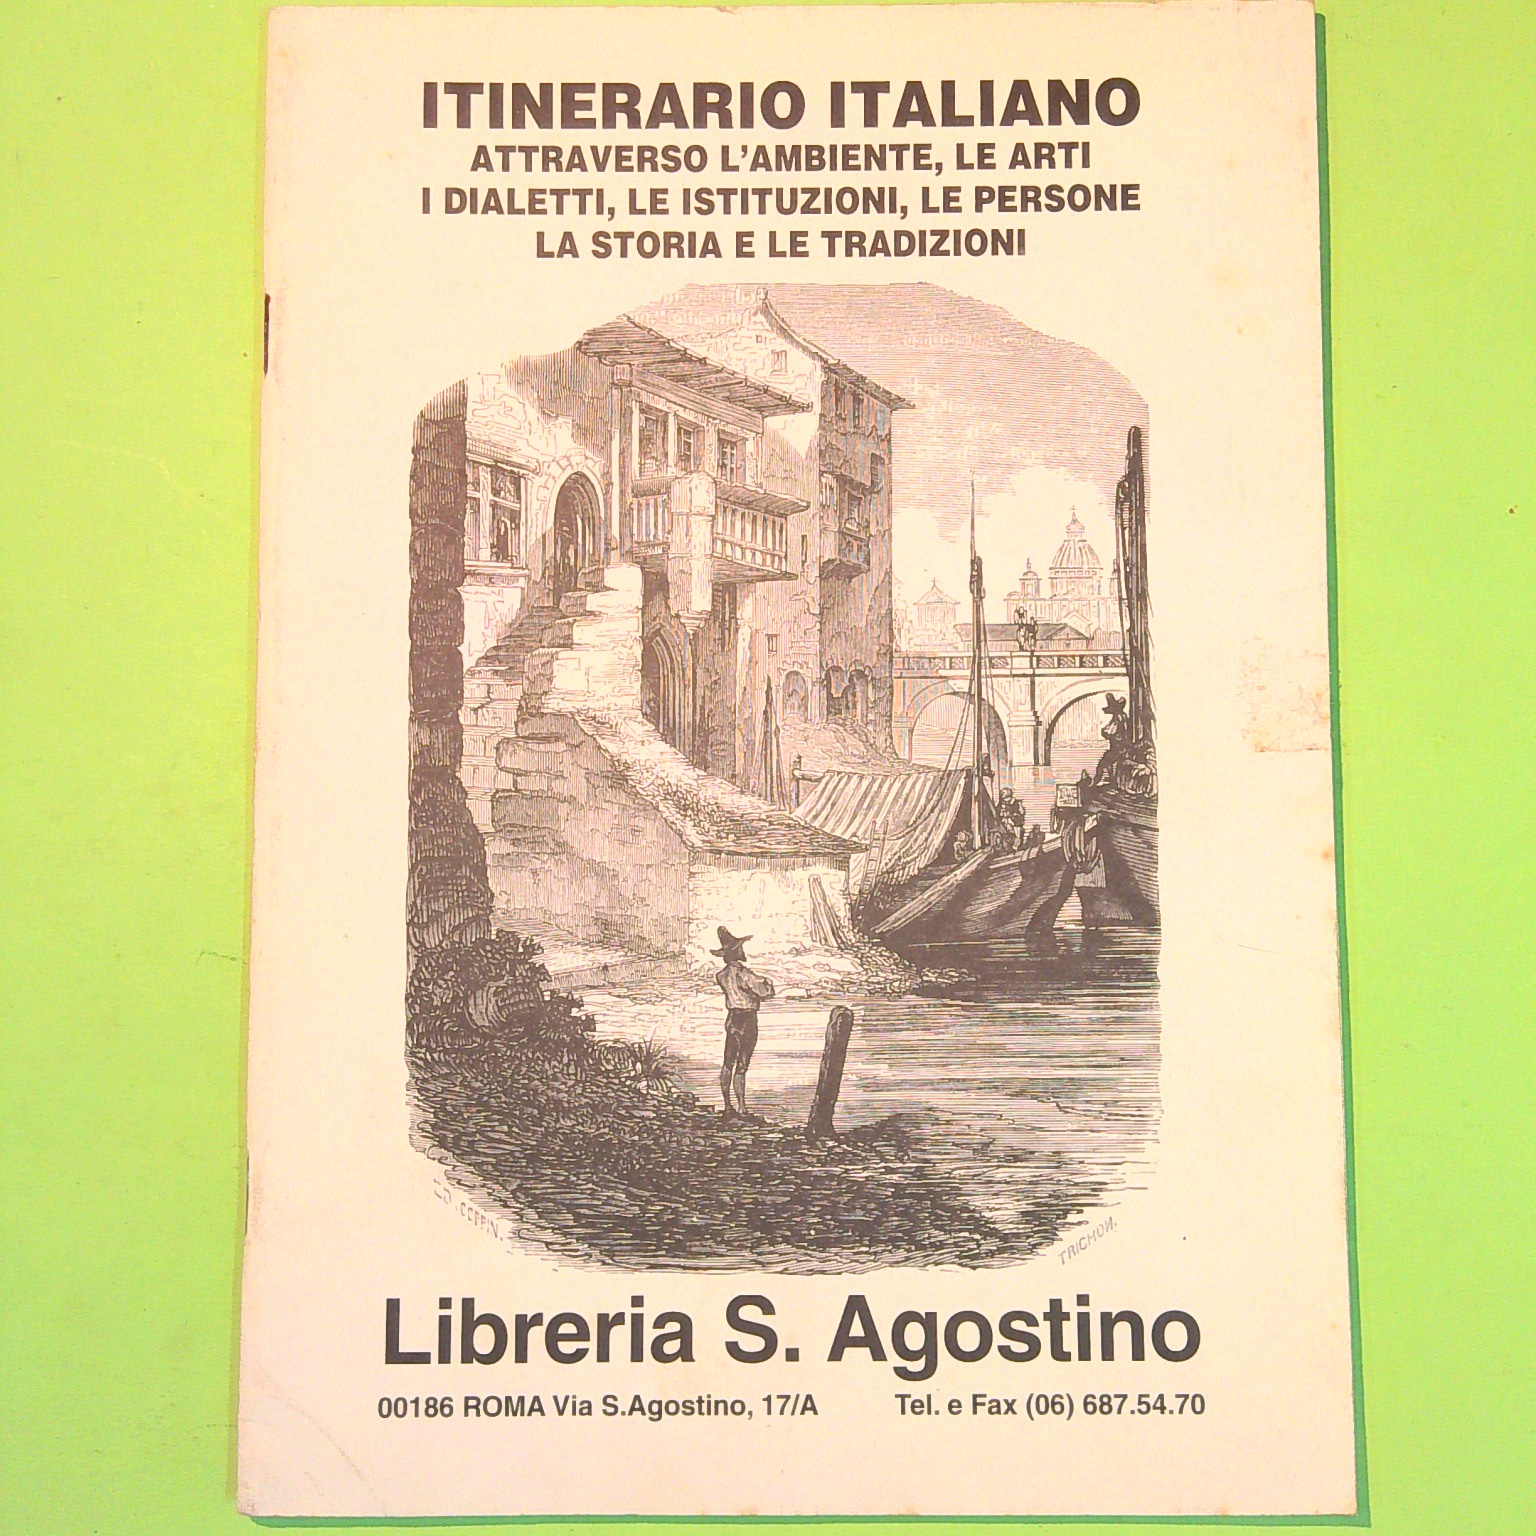 ITINERARIO ITALIANO
ATTRAVERSO L'AMBIENTE, LE ARTI
I DIALETTI, LE ISTITUZIONI, LE PERSONE
LA STORIA E LE TRADIZIONI
TRICHON.
Libreria S. Agostino
00186 ROMA Via S.Agostino, 17/A Tel. e Fax (06) 687.54.70